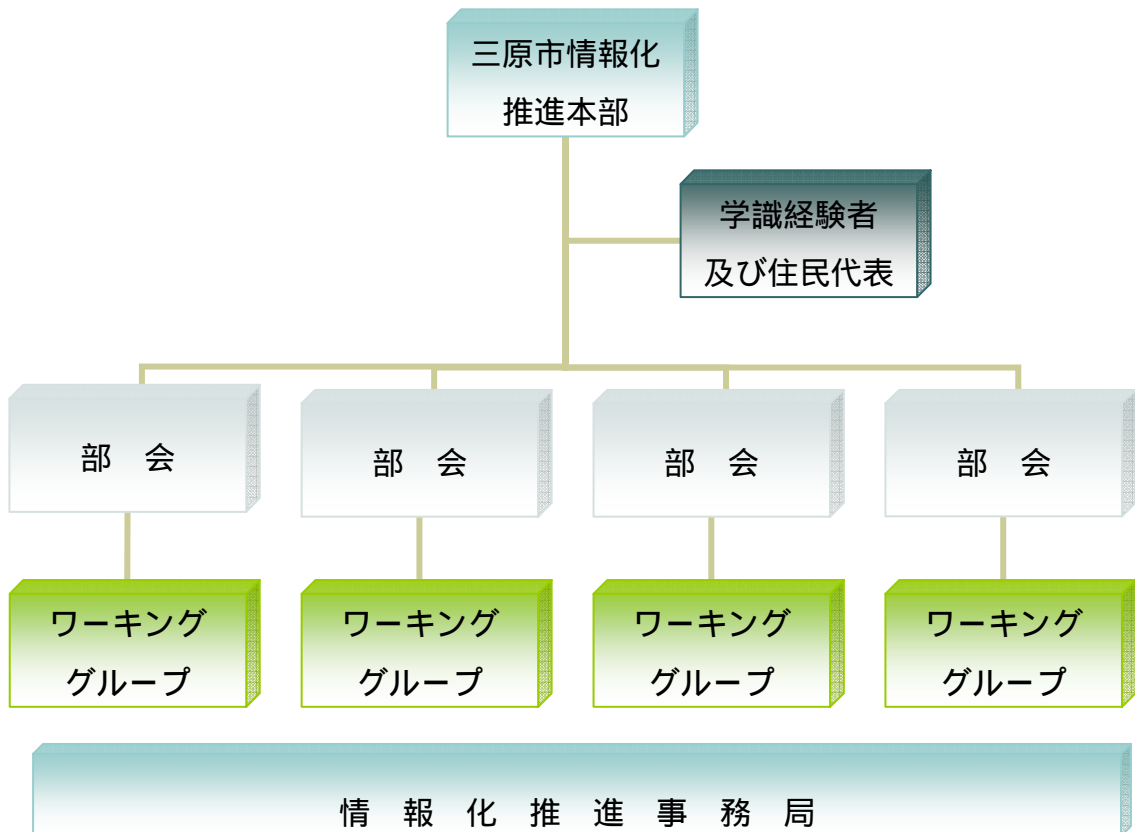 三原市情報化
推進本部
学識経験者
及び住民代表
部　会
部　会
部　会
部　会
ワーキング
グループ
ワーキング
グループ
ワーキング
グループ
ワーキング
グループ
情　報　化　推　進　事　務　局